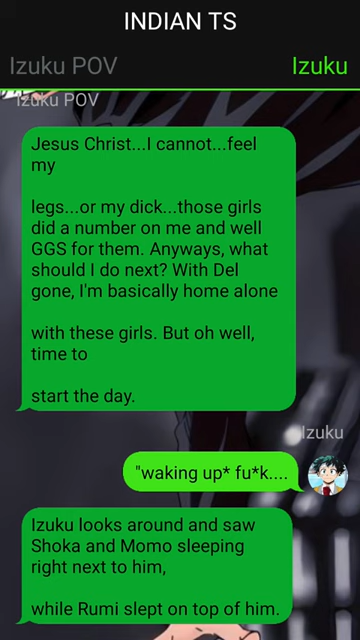 INDIAN TS
Izuku POV
Izuku
Izuku POV
Jesus Christ...I cannot...feel
my
legs...or my dick...those girls
did a number on me and well
GGS for them. Anyways, what
should I do next? With Del
gone, I'm basically home alone
with these girls. But oh well,
time to
start the day.
Izuku
"waking up* fu*k....
Izuku looks around and saw
Shoka and Momo sleeping
right next to him,
while Rumi slept on top of him.